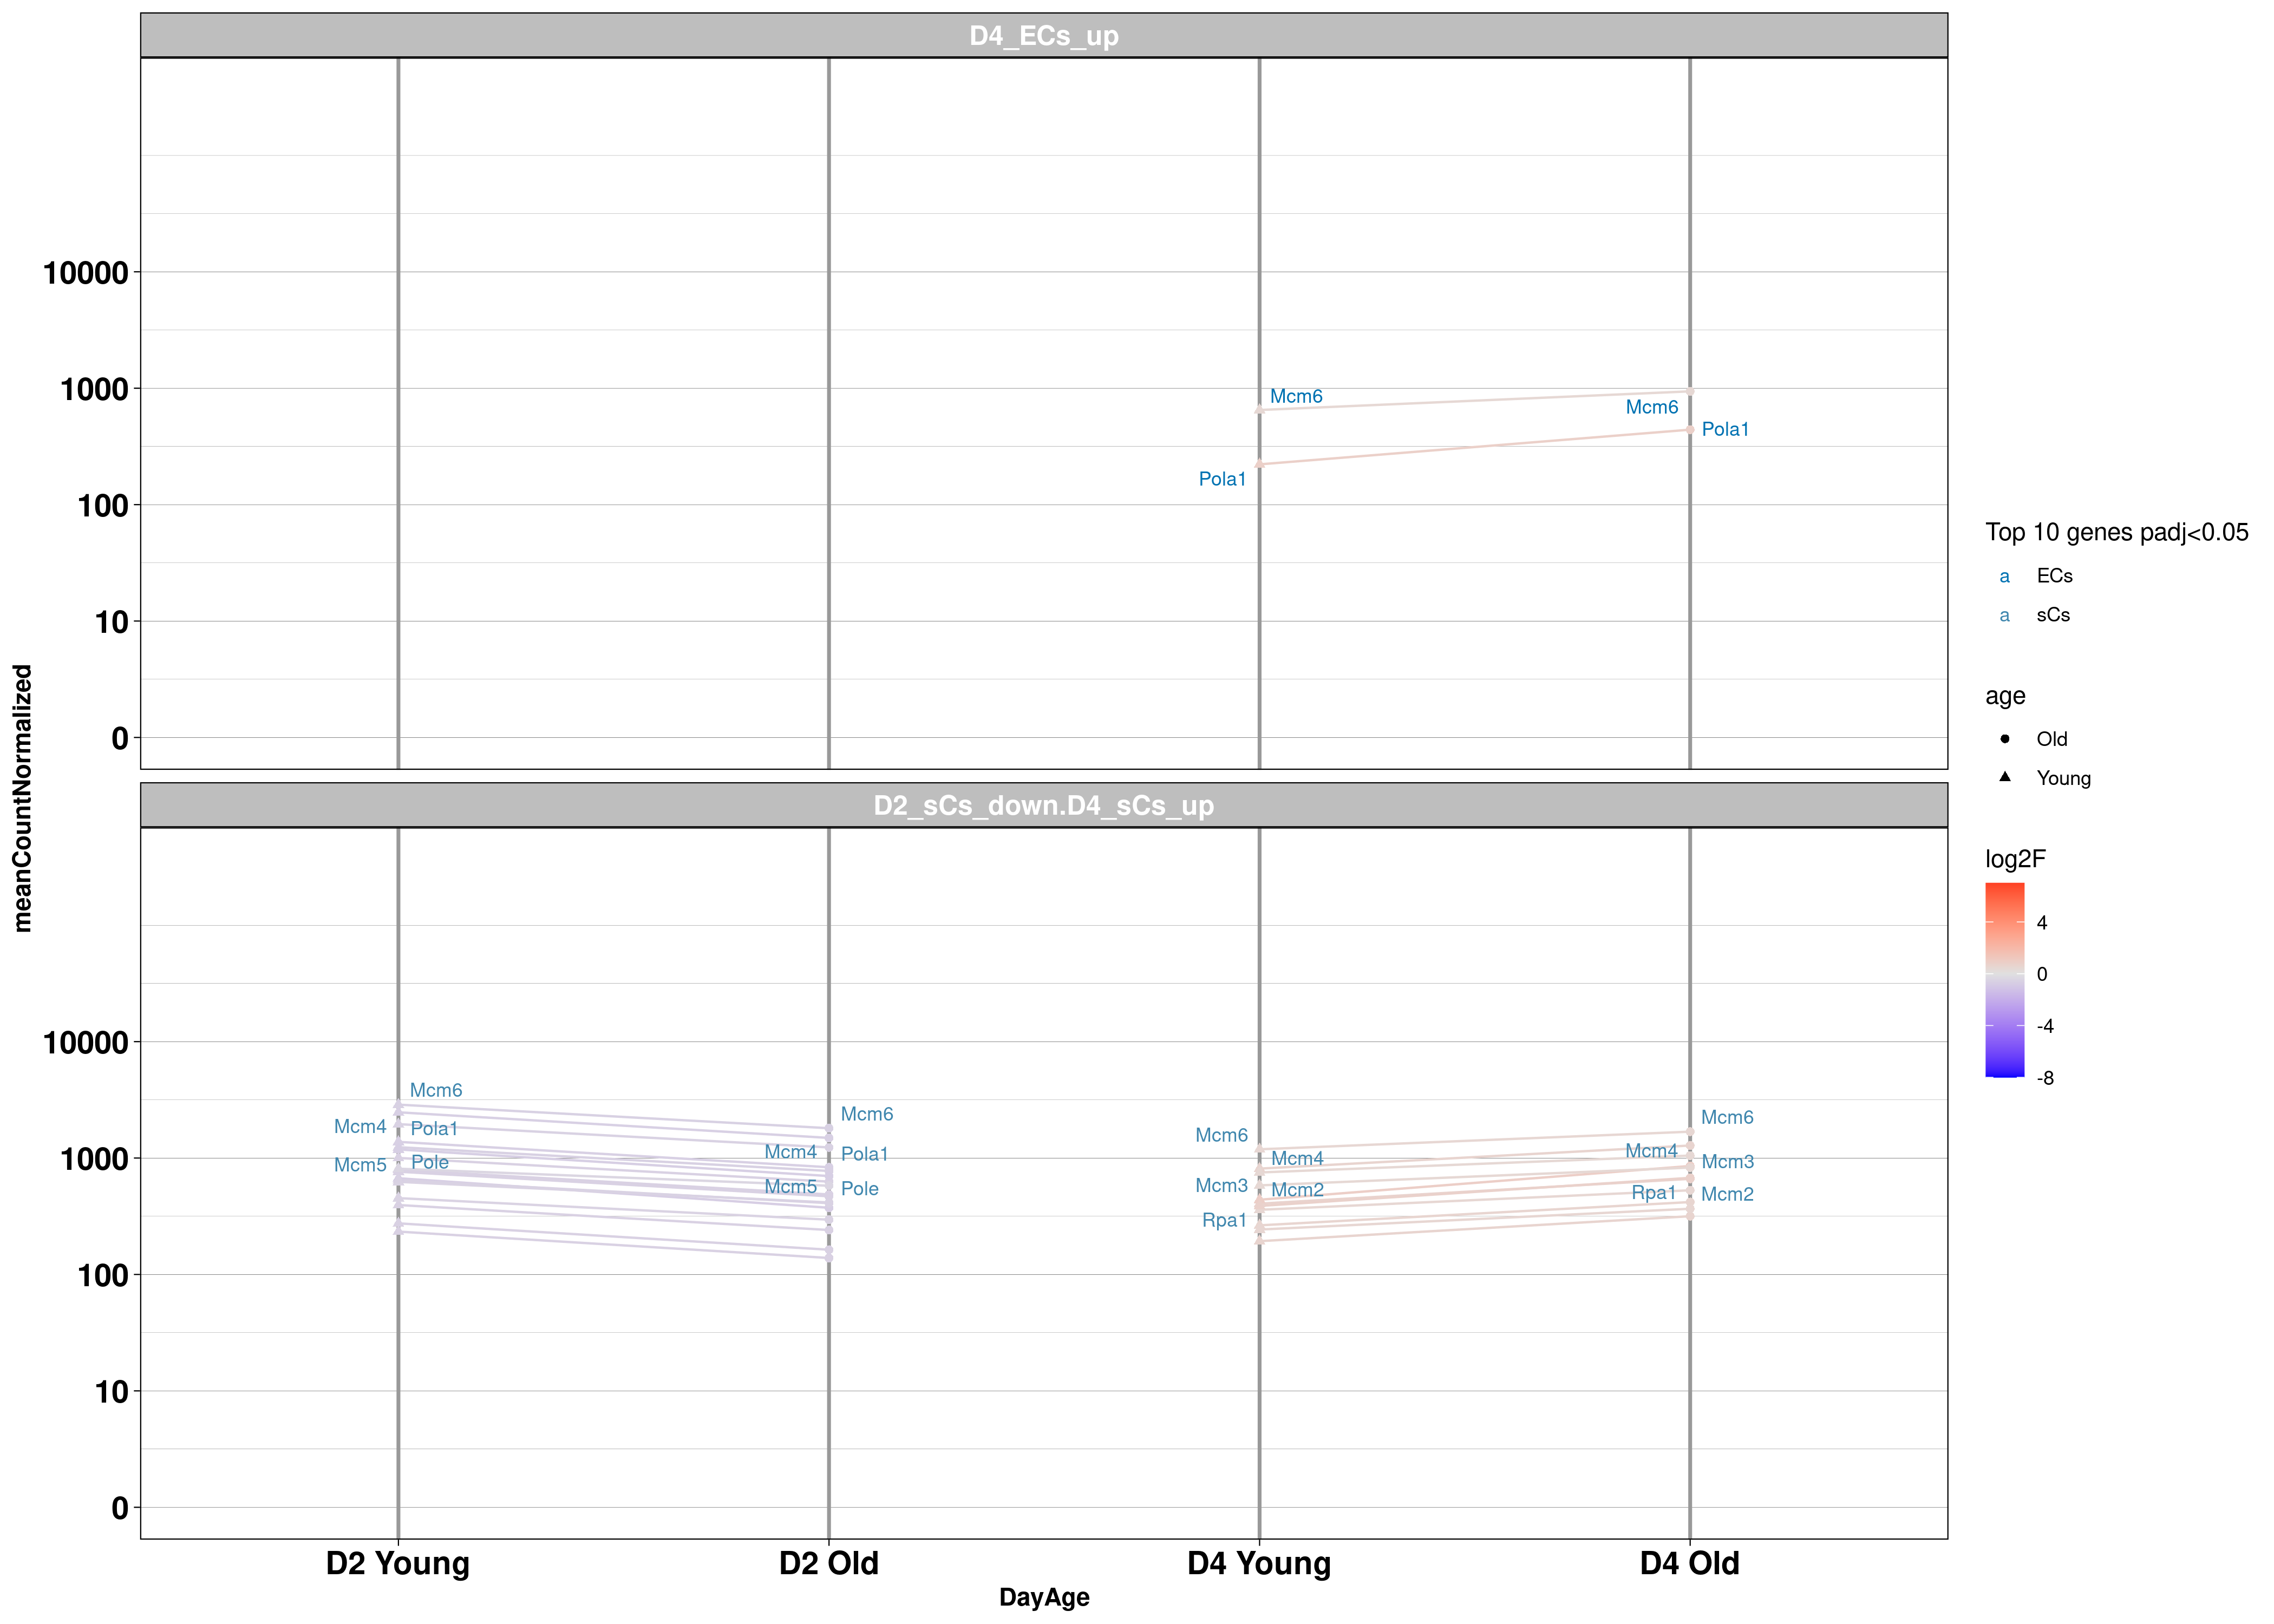 D4_ECs_up
10000
1000
100
10
0
Mcm6
Mcm6
Pola1
Pola1
meanCountNormalized
D2_sCs_down.D4_sCs_up
10000
1000
100
10
0
Mcm6
Mcm4
Pola1
Mcm5
Pole
Mcm6
Mcm4
Pola1
Mcm5
Pole
Mcm6
Mcm4
Mcm3
Mcm2
Rpa1
Mcm6
Mcm4
Mcm3
Rpa1
Mcm2
D2 Young
D2 Old
D4 Young
D4 Old
DayAge
Top 10 genes padj<0.05
a ECs
a sCs
age
Old
Young
log2F
4
0
-4
-8